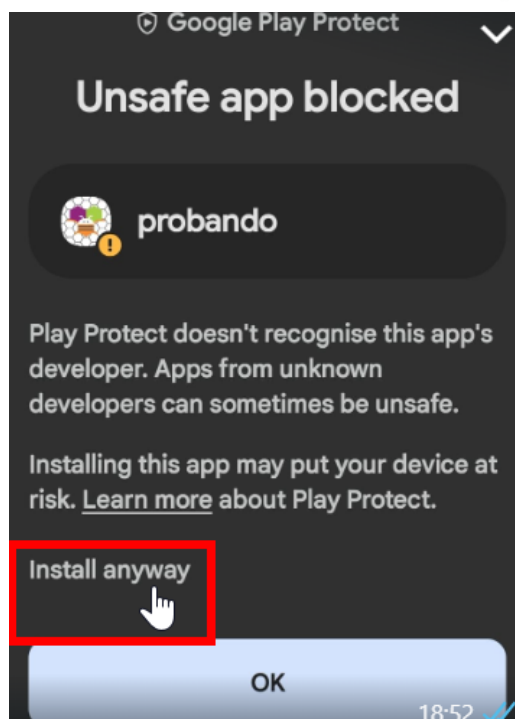 Google Play Protect
Unsafe app blocked
probando
Play Protect doesn't recognise this app's
developer. Apps from unknown
developers can sometimes be unsafe.
Installing this app may put your device at
risk. Learn more about Play Protect.
Install anyway
OK
18:52